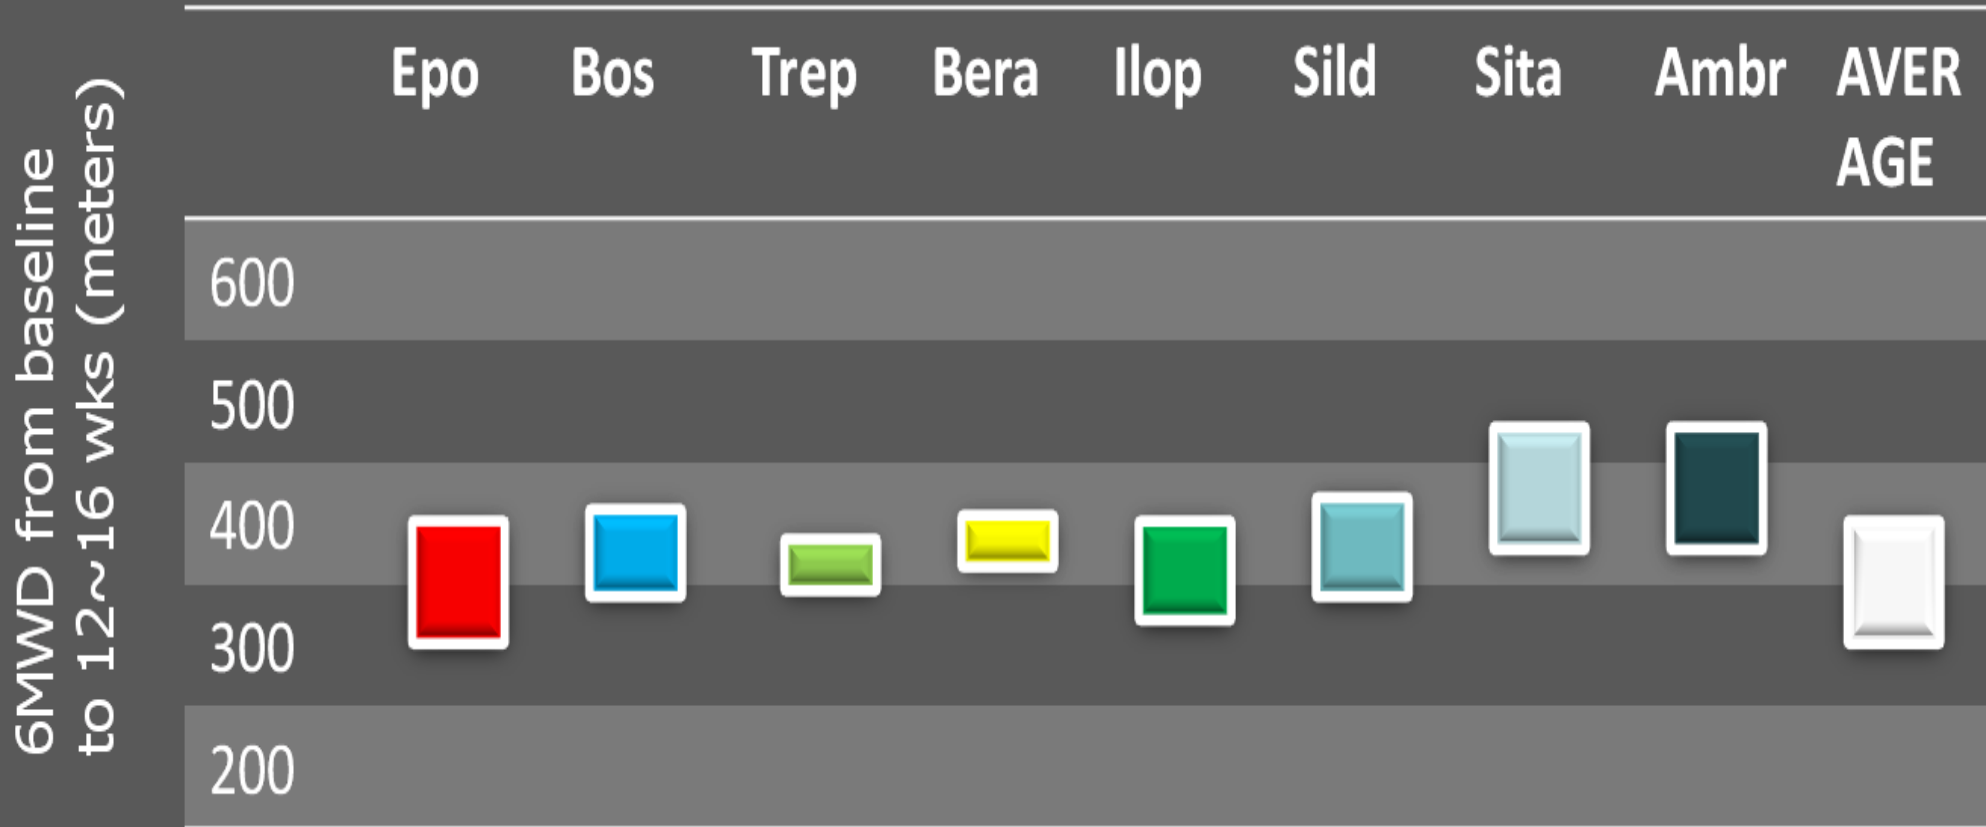 6MWD from baseline
to 12~16 wks (meters)
Epo Bos Trep Bera Ilop Sild Sita Ambr AVER
AGE
600
500
400
300
200